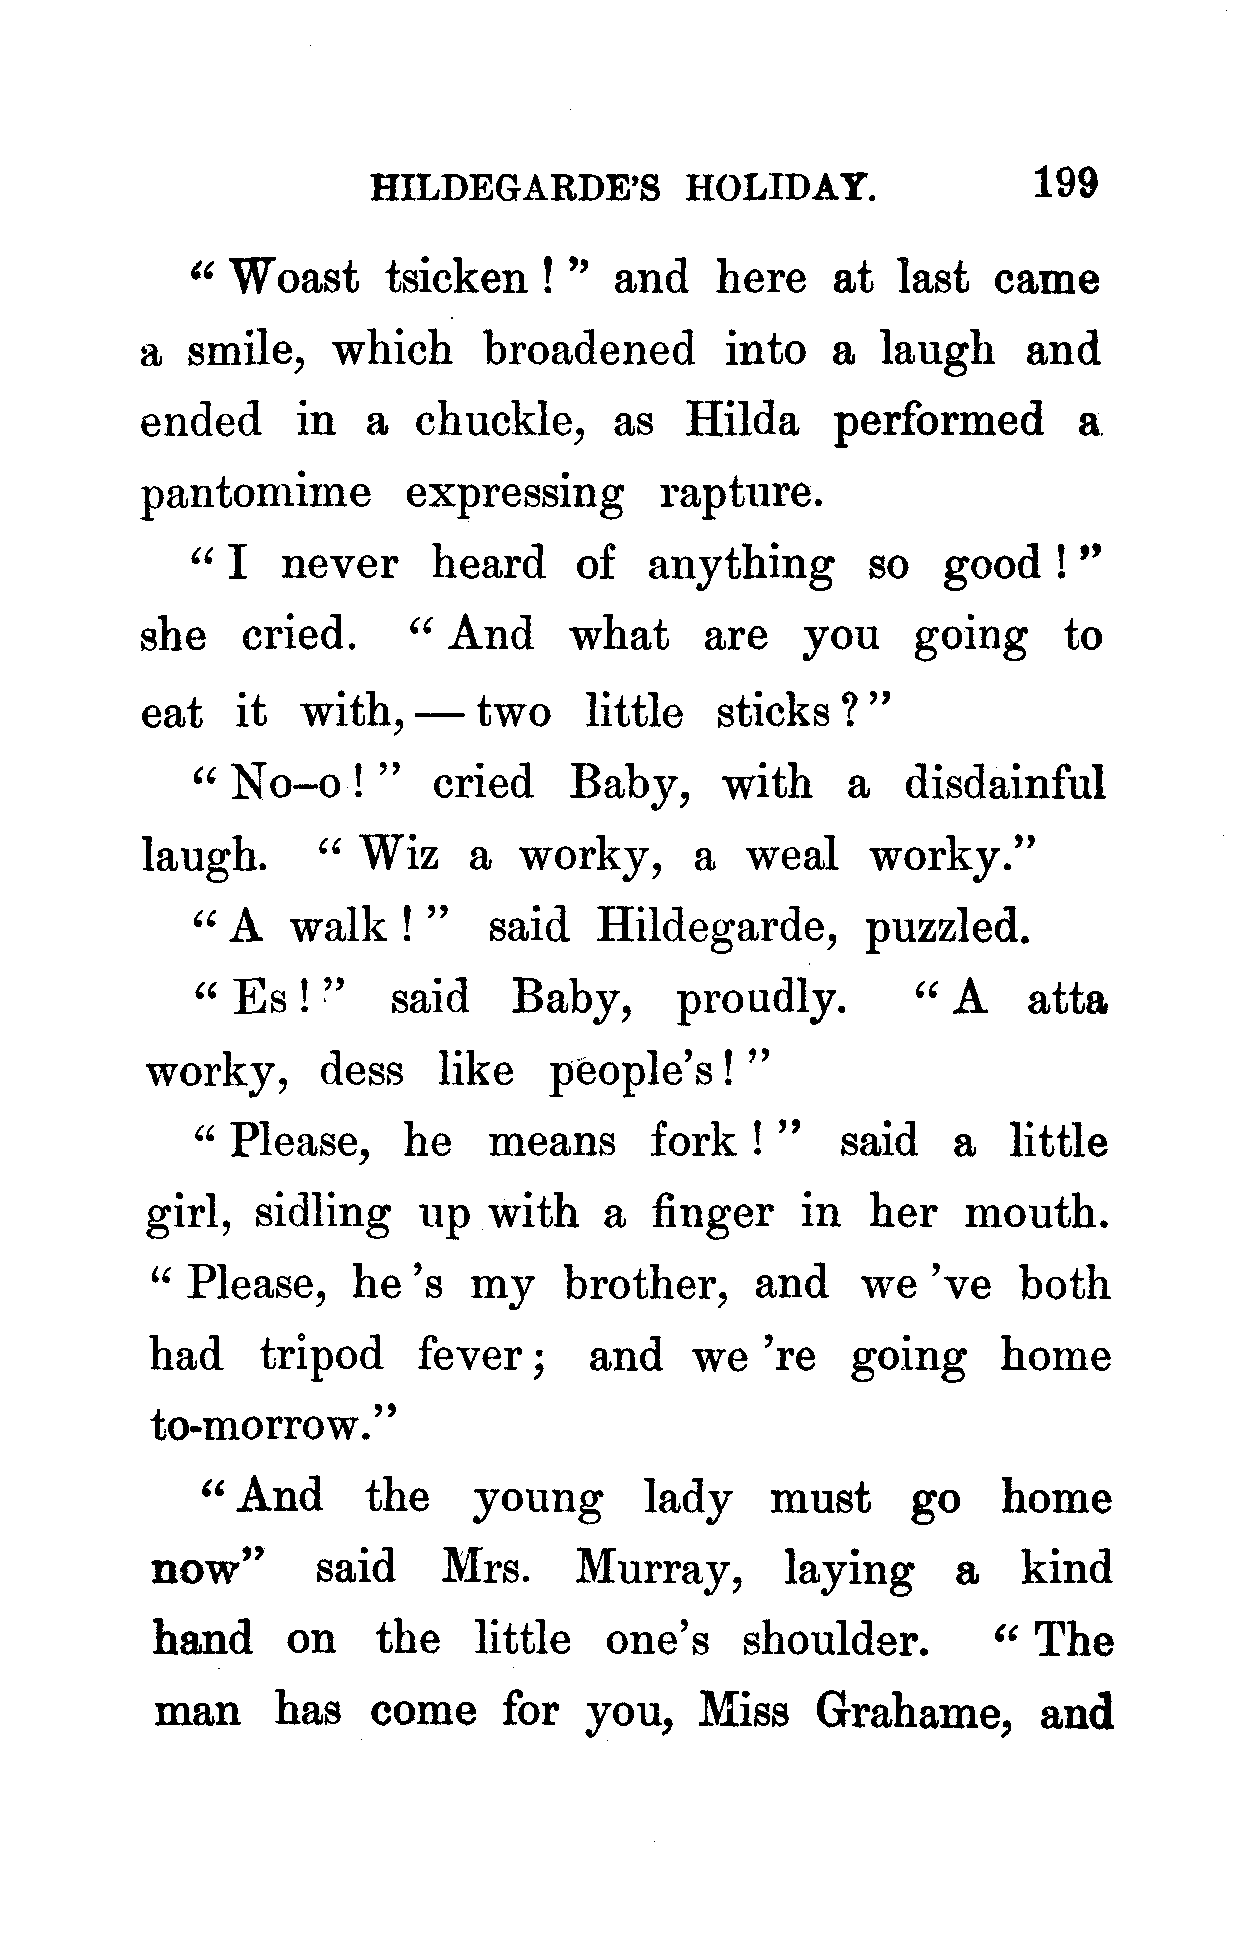 HILDEGARDE'S HOLIDAY. 199
“ Woast tsicken ! ” and here at last came
a smile, which broadened into a laugh and
ended in a chuckle, as Hilda performed a
pantomime expressing rapture.
“ I never heard of anything so good ! ”
she cried. “ And what are you going to
eat it with, — two little sticks ? ”
“ No–o ! ” cried Baby, with a disdainful
laugh. “ Wiz a worky, a weal worky.”
“ A walk ! ” said Hildegarde, puzzled.
“ Es ! ” said Baby, proudly. “ A atta
worky, dess like people's ! ”
“ Please, he means fork ! ” said a little
girl, sidling up with a finger in her mouth.
“ Please, he 's my brother, and we 've both
had tripod fever ; and we 're going home
to-morrow.”
“ And the young lady must go home
now” said Mrs. Murray, laying a kind
hand on the little one's shoulder. “ The
man has come for you, Miss Grahame, and